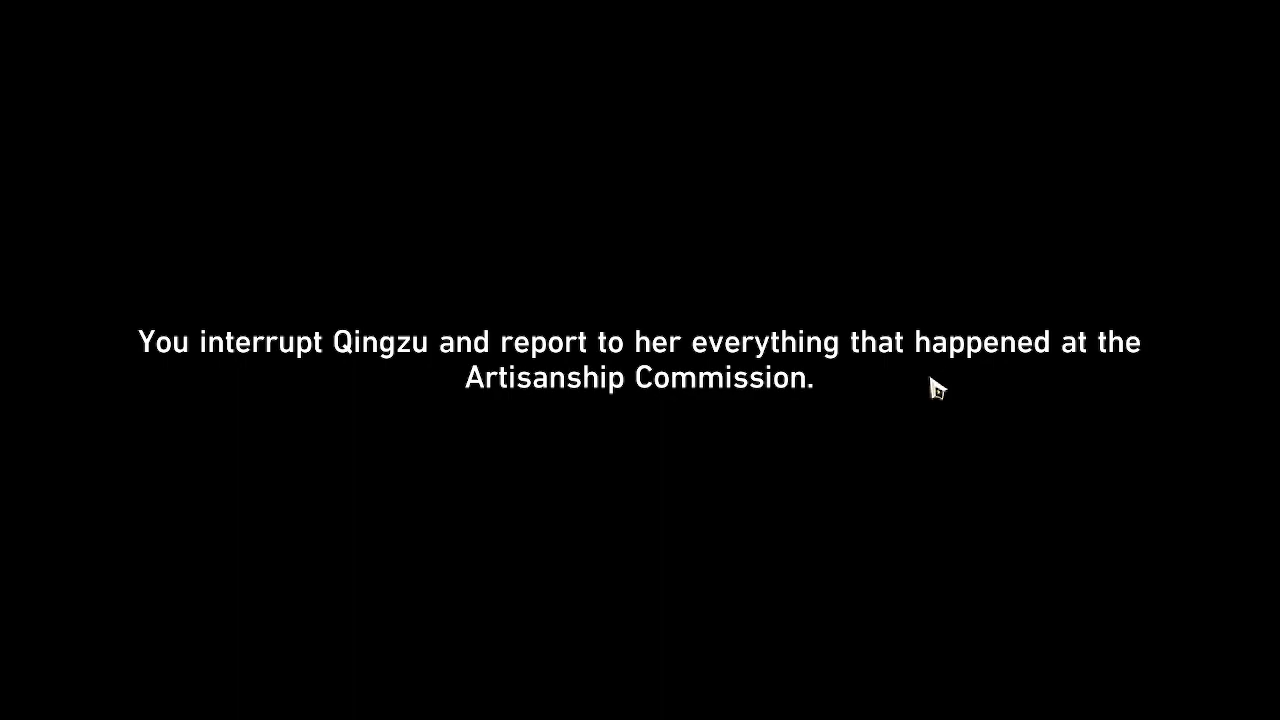 You interrupt Qingzu and report to her everything that happened at the
Artisanship Commission.